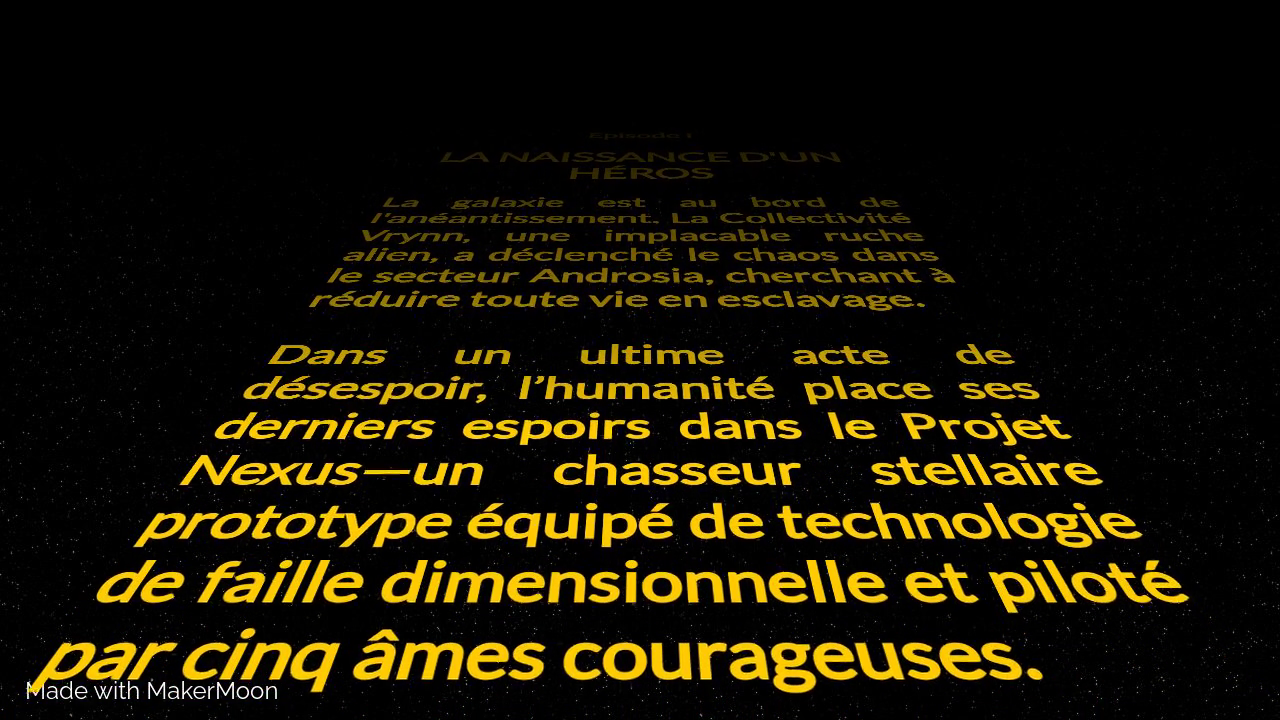 Episode I
LA NAISSANCE D'UN
HÉROS
La galaxie est au bord de
l'anéantissement. La Collectivité
Vrynn, une implacable ruche
alien, a déclenché le chaos dans
le secteur Androsia, cherchant à
réduire toute vie en esclavage.
Dans un ultime acte de
désespoir, l’humanité place ses
derniers espoirs dans le Projet
Nexus—un chasseur stellaire
prototype équipé de technologie
de faille dimensionnelle et piloté
par cinq âmes courageuses.
Made with MakerMoon